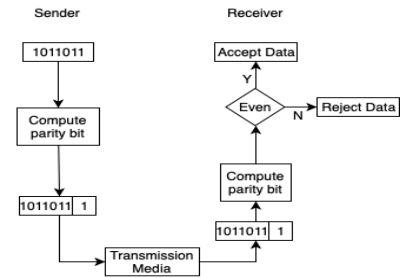 Sender
Receiver
1011011
Accept Data
Y
Even
N
Reject Data
Compute
parity bit
Compute
parity bit
1011011 1
1011011 1
Transmission
Media